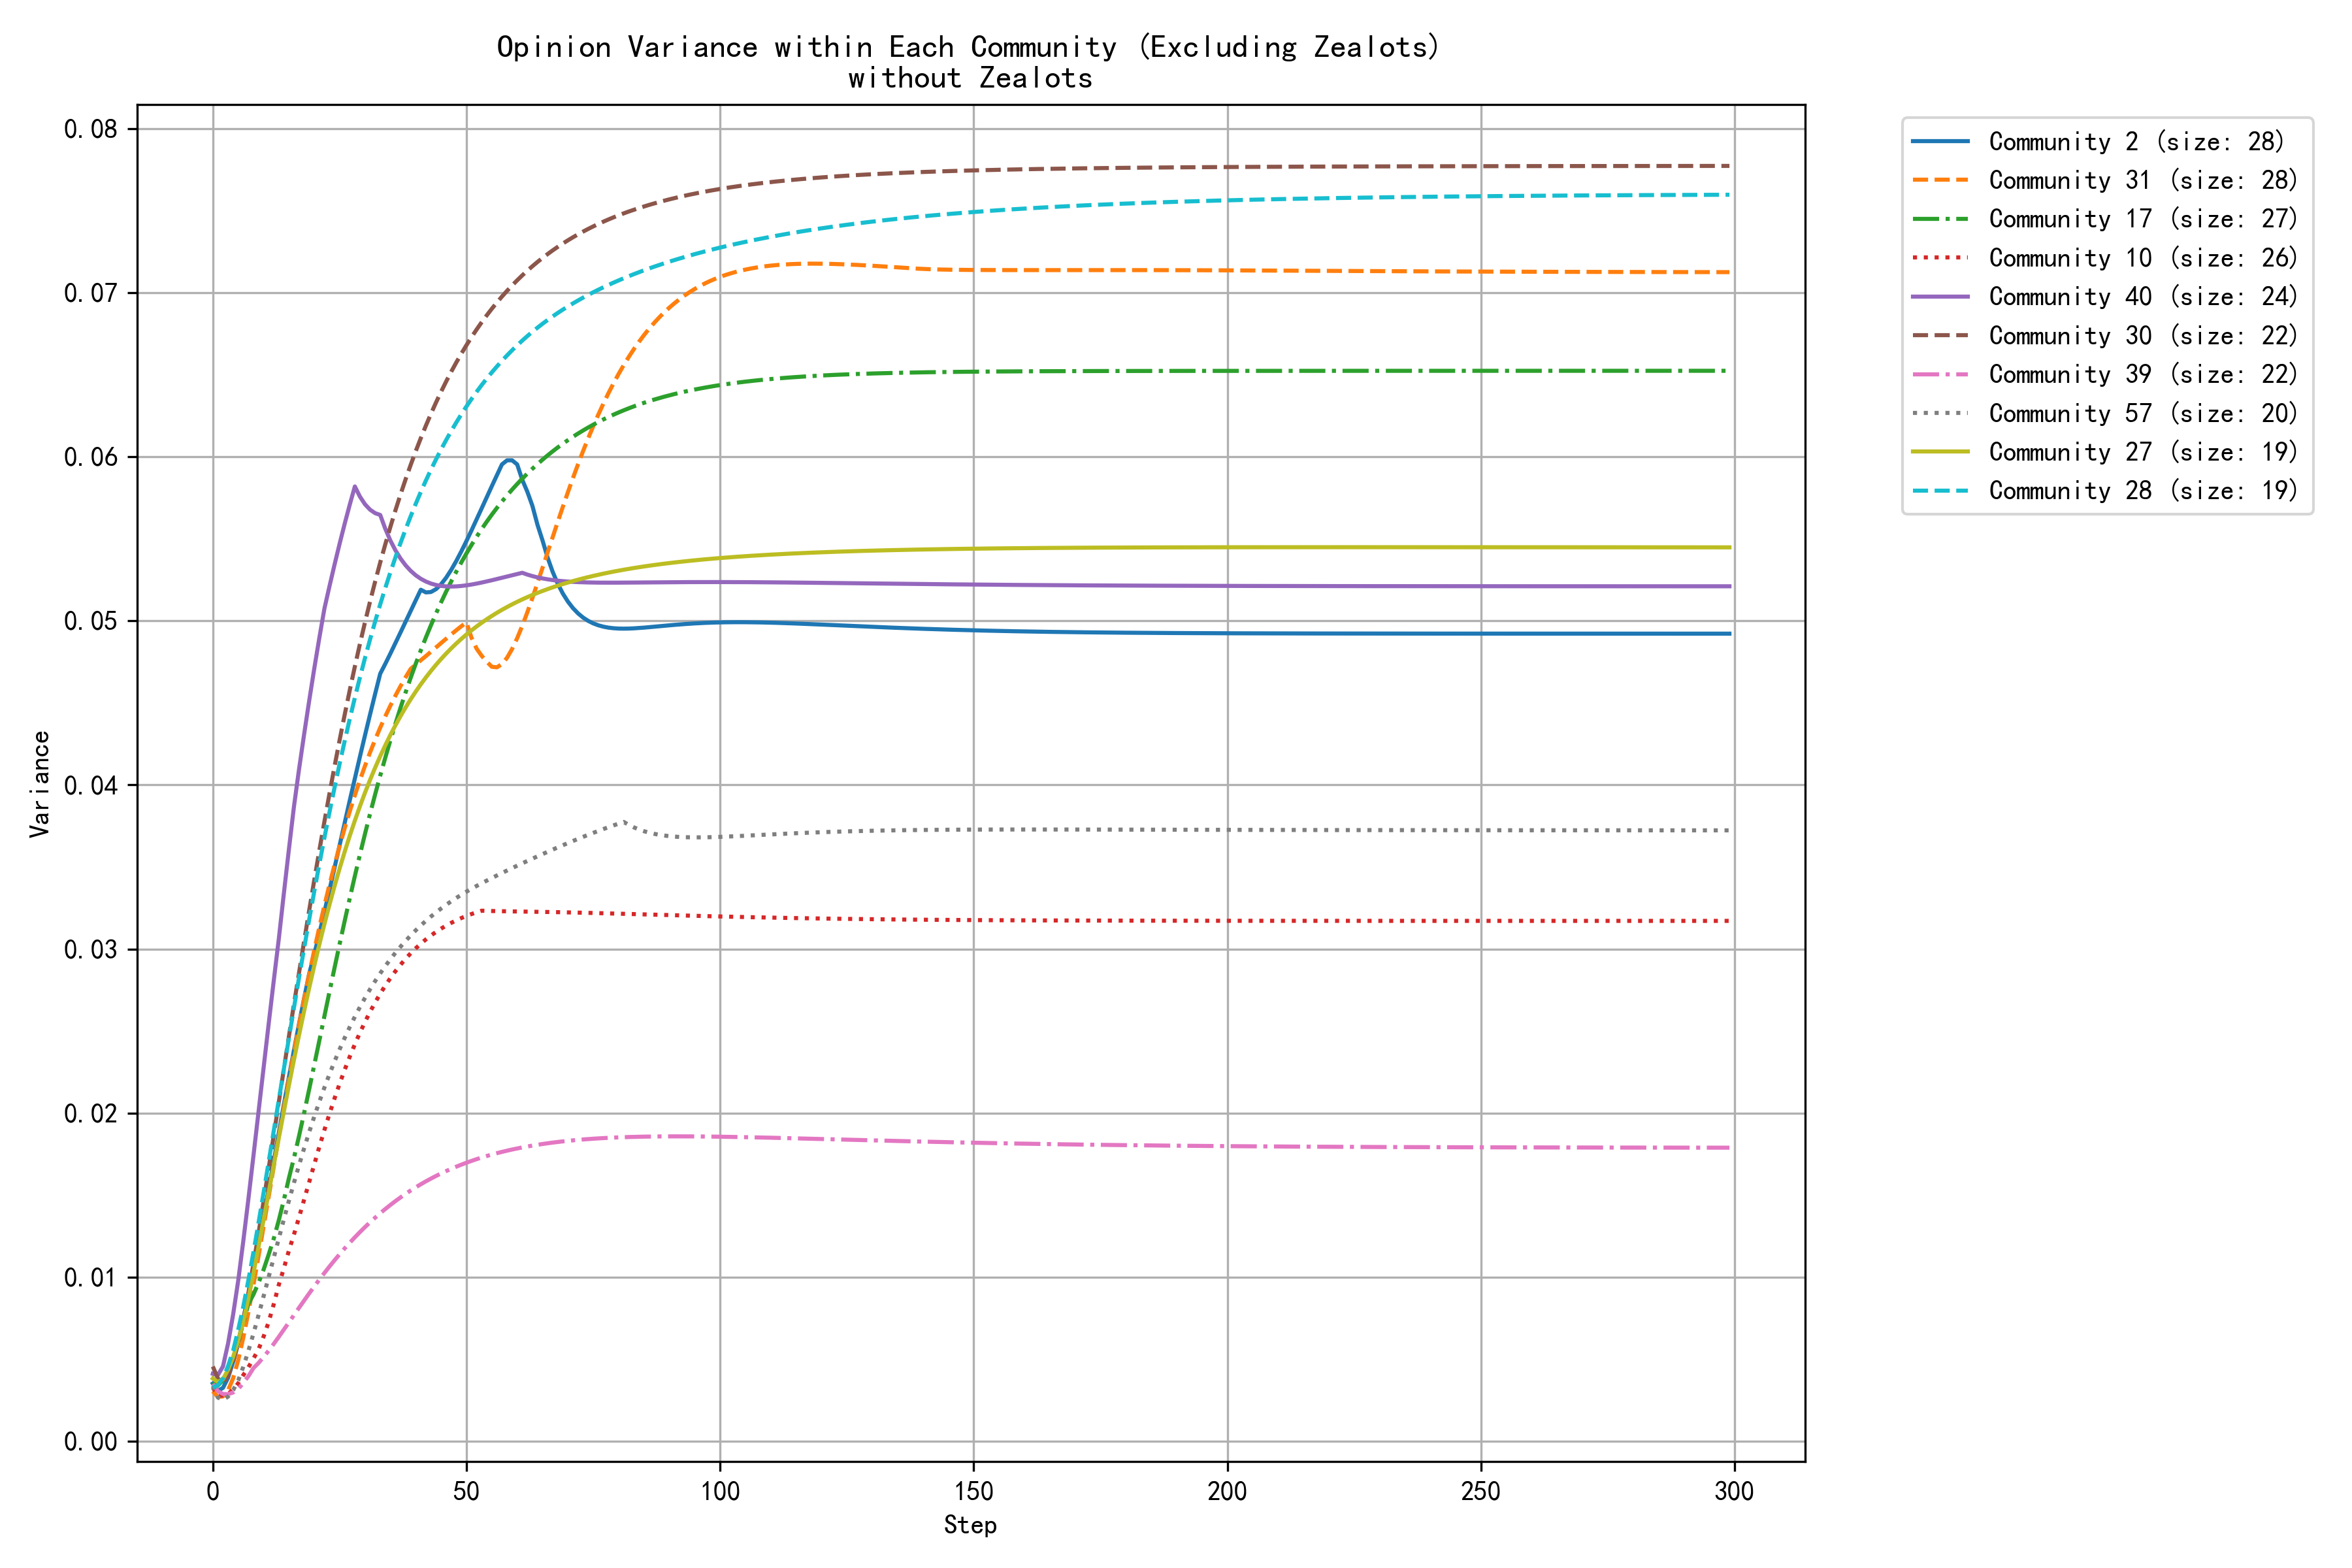 Opinion Variance within Each Community (Excluding Zealots)
without Zealots
0.08
0.07
0.06
0.05
0.04
0.03
0.02
0.01
0.00
Variance
0 50 100 150 200 250 300
Step
Community 2 (size: 28)
Community 31 (size: 28)
Community 17 (size: 27)
Community 10 (size: 26)
Community 40 (size: 24)
Community 30 (size: 22)
Community 39 (size: 22)
Community 57 (size: 20)
Community 27 (size: 19)
Community 28 (size: 19)